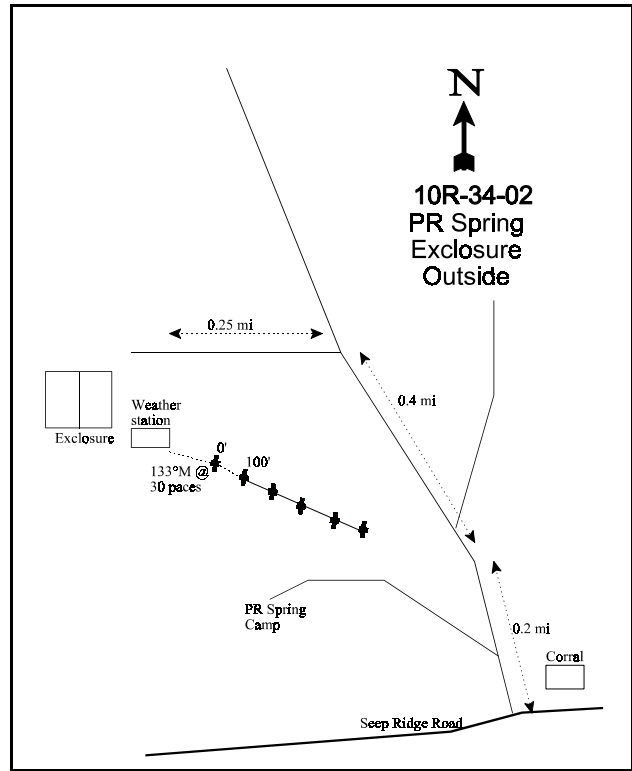 N
10R-34-02
PR Spring
Exclosure
Outside
0.25 mi
0.4 mi
Weather
station
Exclosure
0'
100'
133°M @
30 paces
PR Spring
Camp
0.2 mi
Corral
Seep Ridge Road